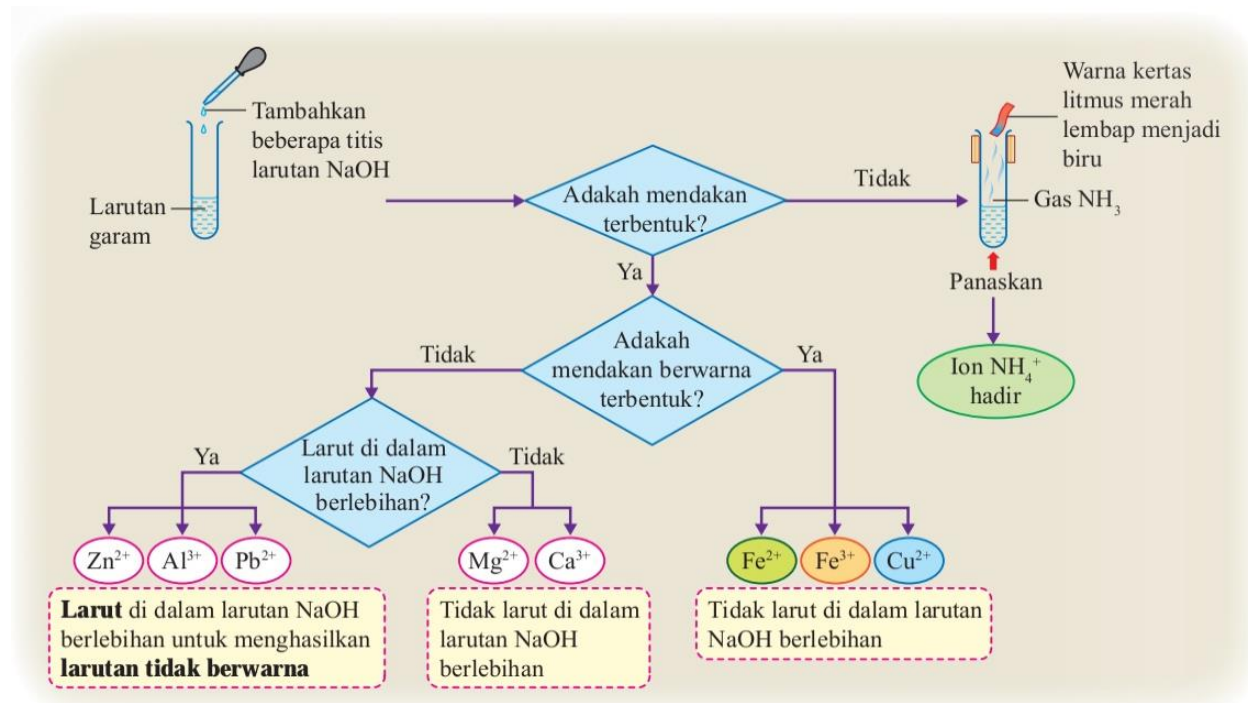 Tambahkan
beberapa titis
larutan NaOH
Larutan
garam
Adakah mendakan
terbentuk?
Tidak
Warna kertas
litmus merah
lembap menjadi
biru
Gas NH₃
Panaskan
Ion NH₄⁺
hadir
Ya
Adakah
mendakan berwarna
terbentuk?
Tidak
Ya
Larut di dalam
larutan NaOH
berlebihan?
Ya
Tidak
Zn²⁺
Al³⁺
Pb²⁺
Mg²⁺
Ca³⁺
Fe²⁺
Fe³⁺
Cu²⁺
Larut di dalam larutan NaOH
berlebihan untuk menghasilkan
larutan tidak berwarna
Tidak larut di dalam
larutan NaOH
berlebihan
Tidak larut di dalam larutan
NaOH berlebihan